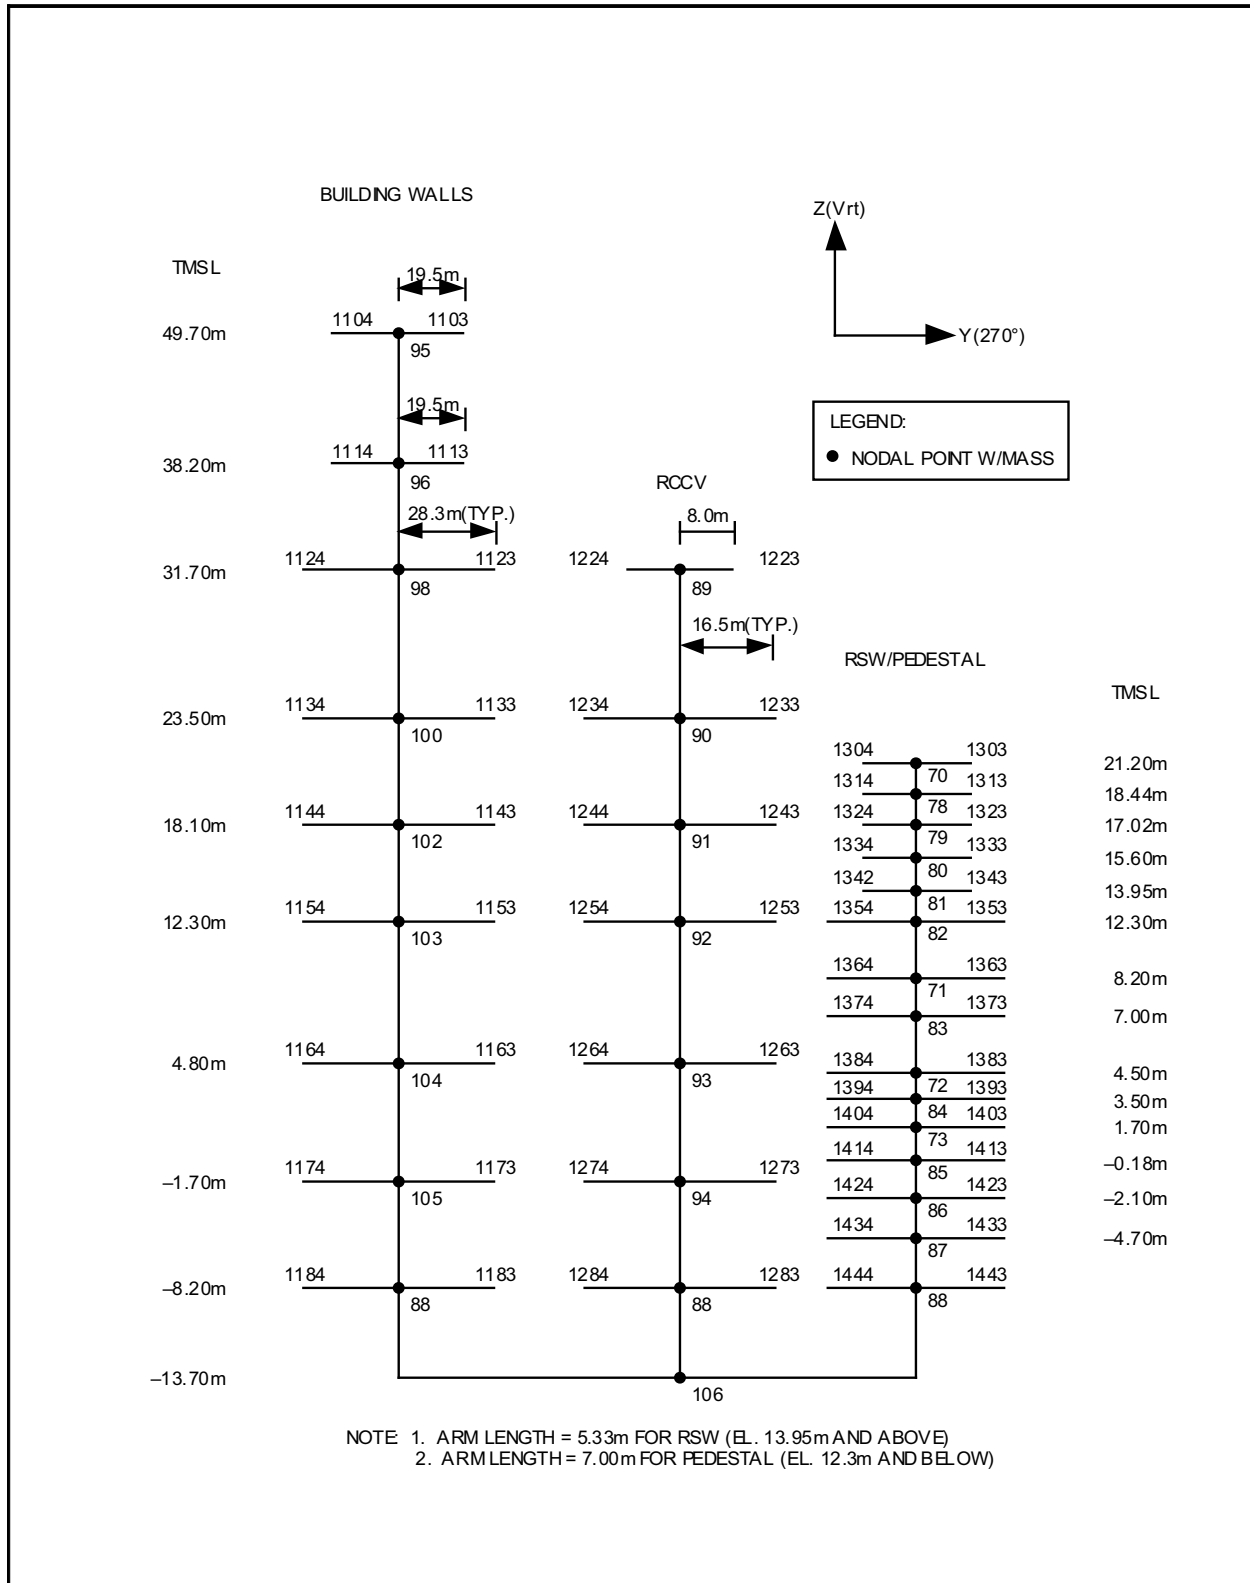 BUILDING WALLS
Z(Vrt)
TMSL
19.5m
49.70m 1104 1103
95
Y(270°)
19.5m
38.20m 1114 1113
96
LEGEND:
NODAL POINT W/MASS
RCCV
28.3m(TYP.) 8.0m
31.70m 1124 1123 1224 1223
98 89
16.5m(TYP.)
RSW/PEDESTAL
TMSL
23.50m 1134 1133 1234 1233
100 90
1304 1303 21.20m
70
1314 1313 18.44m
78
18.10m 1144 1143 1244 1243 1324 1323 17.02m
102 91 79
1334 1333 15.60m
80
1342 1343 13.95m
81
12.30m 1154 1153 1254 1253 1354 1353 12.30m
103 92 82
1364 1363 8.20m
71
1374 1373 7.00m
83
4.80m 1164 1163 1264 1263
104 93
1384 1383 4.50m
72
1394 1393 3.50m
84
1404 1403 1.70m
73
1414 1413 –0.18m
85
–1.70m 1174 1173 1274 1273
105 94
1424 1423 –2.10m
86
1434 1433 –4.70m
87
–8.20m 1184 1183 1284 1283 1444 1443
88 88 88
–13.70m
106
NOTE: 1. ARM LENGTH = 5.33m FOR RSW (EL. 13.95m AND ABOVE)
2. ARM LENGTH = 7.00m FOR PEDESTAL (EL. 12.3m AND BELOW)